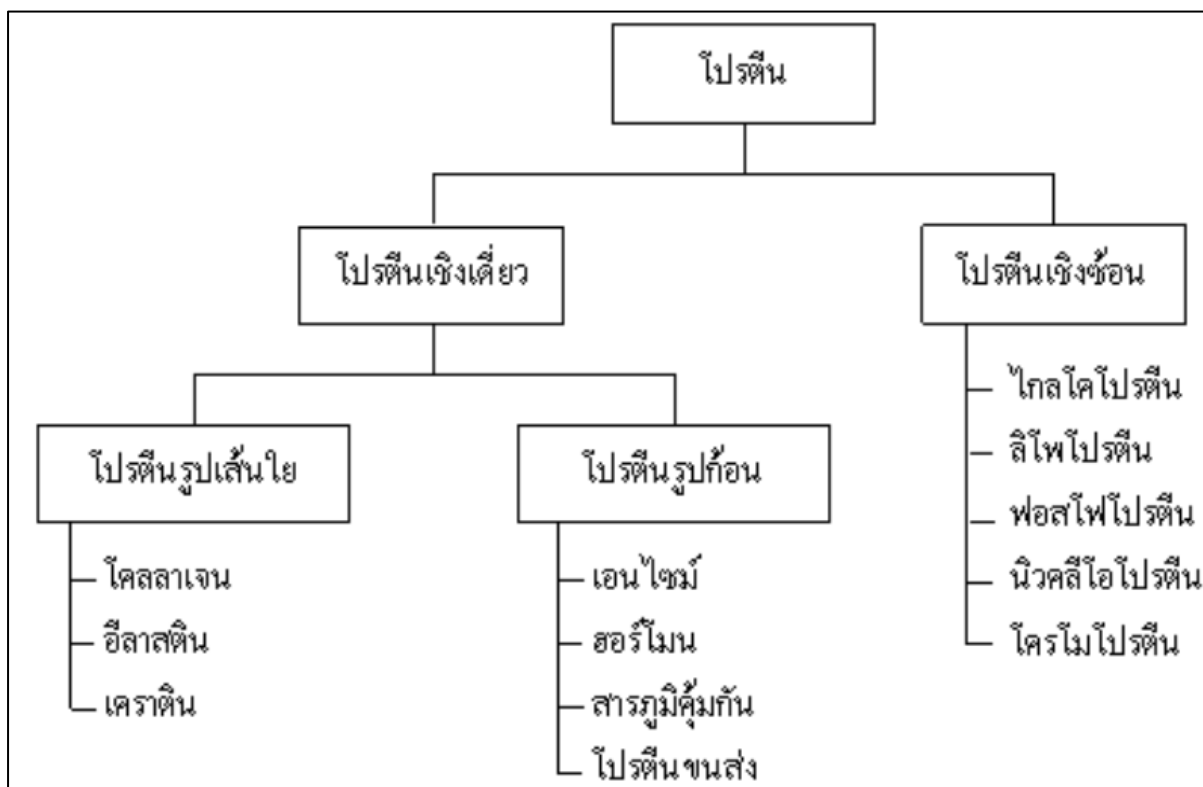 โปรตีน
โปรตีนเชิงเดี่ยว
โปรตีนเชิงซ้อน
โปรตีนรูปเส้นใย
โคลลาเจน
อีลาสติน
เคราติน
โปรตีนรูปก้อน
เอนไซม์
ฮอร์โมน
สารภูมิคุ้มกัน
โปรตีนขนส่ง
ไกลโคโปรตีน
ลิโพโปรตีน
ฟอสโฟโปรตีน
นิวคลีโอโปรตีน
โครโมโปรตีน